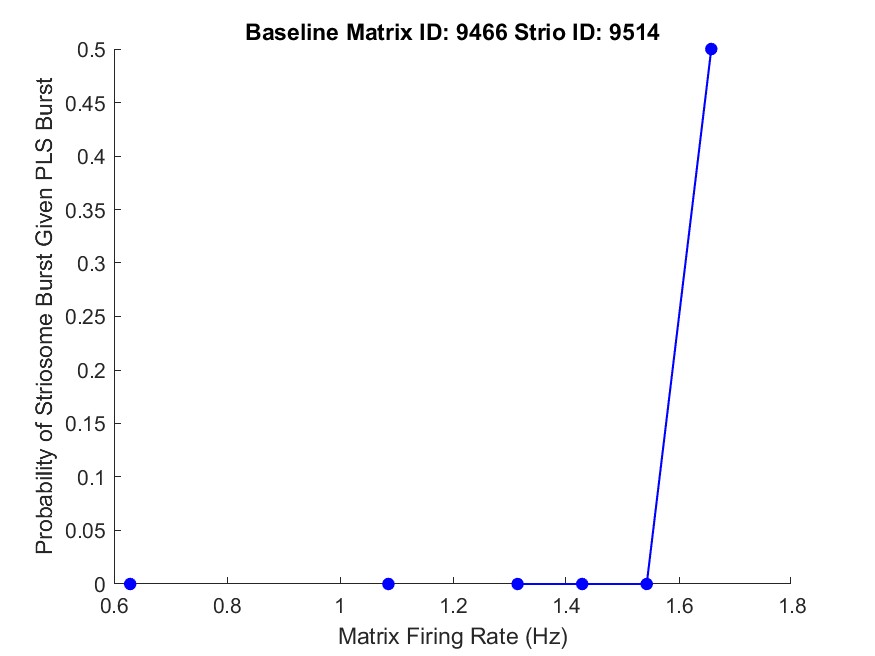 Baseline Matrix ID: 9466 Strio ID: 9514
Probability of Striosome Burst Given PLS Burst
0.5
0.45
0.4
0.35
0.3
0.25
0.2
0.15
0.1
0.05
0
0.6 0.8 1 1.2 1.4 1.6 1.8
Matrix Firing Rate (Hz)